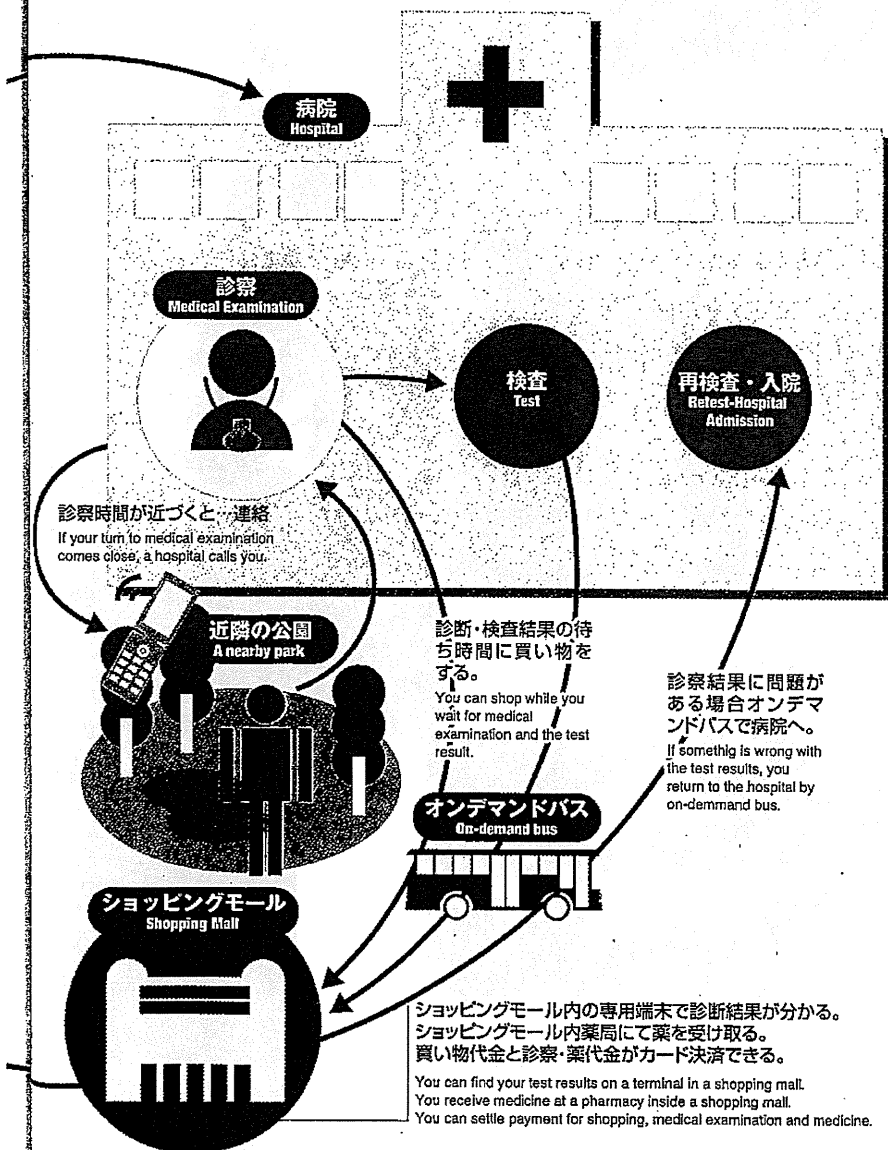 病院
Hospital
診察
Medical Examination
検査
Test
再検査・入院
Retest-Hospital
Admission
診察時間が近づくと…連絡
If your turn to medical examination
comes close, a hospital calls you.
近隣の公園
A nearby park
診断・検査結果の待
ち時間に買い物を
する。
You can shop while you
wait for medical
examination and the test
result.
診察結果に問題が
ある場合オンデマ
ンドバスで病院へ。
If somethig is wrong with
the test results, you
return to the hospital by
on-demmand bus.
オンデマンドバス
On-demand bus
ショッピングモール
Shopping Mall
ショッピングモール内の専用端末で診断結果が分かる。
ショッピングモール内薬局にて薬を受け取る。
買い物代金と診察・薬代金がカード決済できる。
You can find your test results on a terminal in a shopping mall.
You receive medicine at a pharmacy inside a shopping mall.
You can settle payment for shopping, medical examination and medicine.